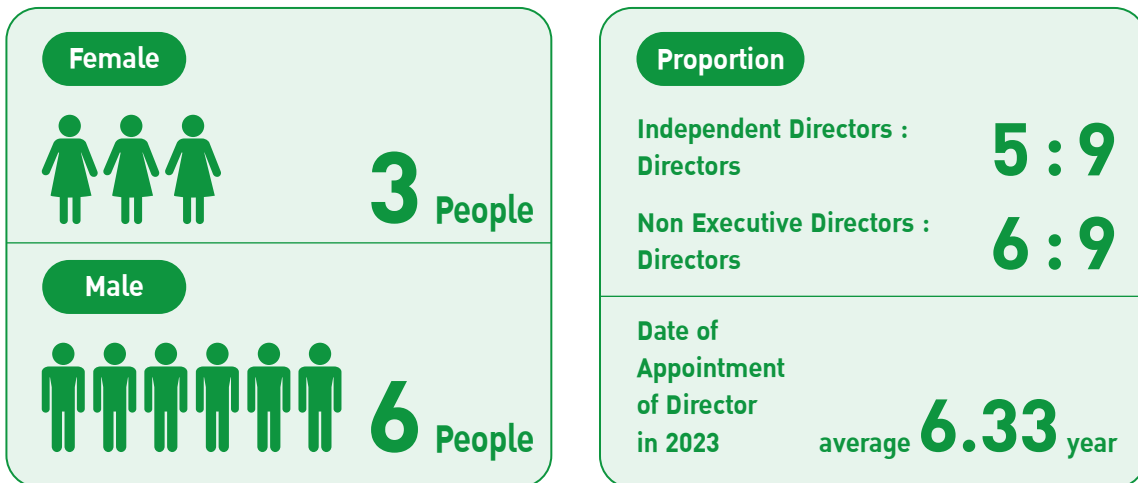 Female
3 People
Male
6 People
Proportion
Independent Directors :
Directors
5 : 9
Non Executive Directors :
Directors
6 : 9
Date of
Appointment
of Director
in 2023
average 6.33 year